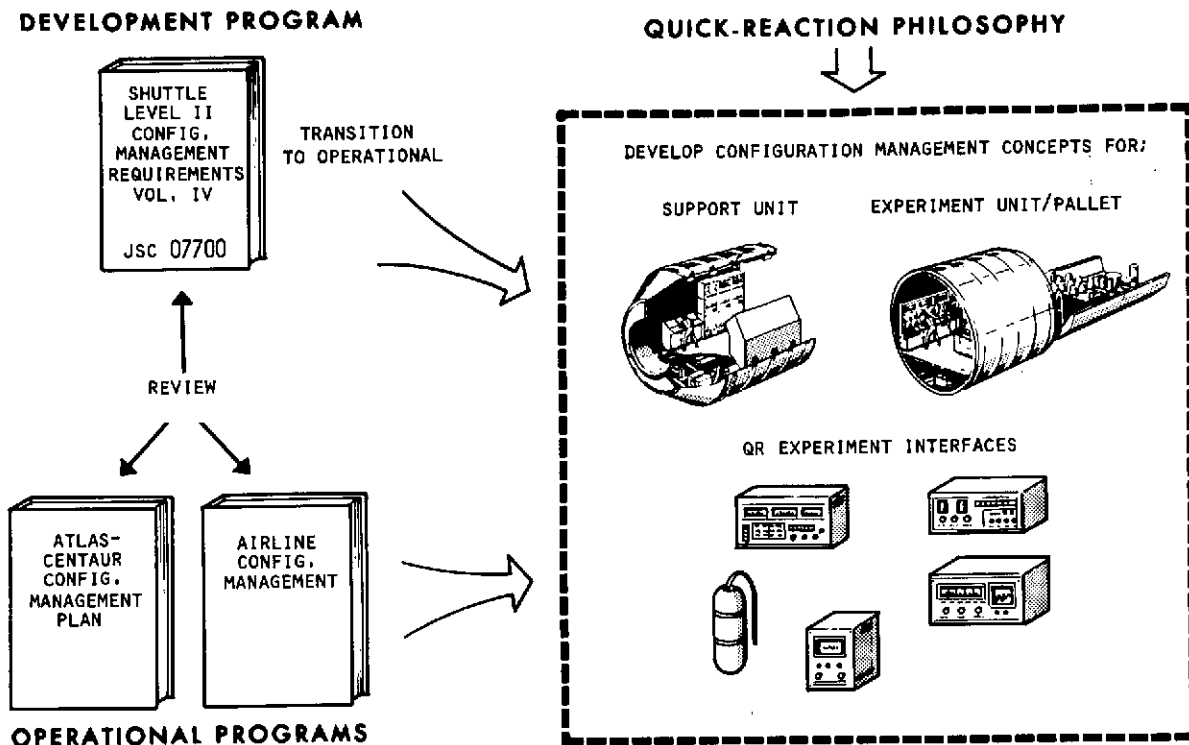 DEVELOPMENT PROGRAM
SHUTTLE
LEVEL II
CONFIG.
MANAGEMENT
REQUIREMENTS
VOL. IV
JSC 07700
TRANSITION
TO OPERATIONAL
REVIEW
ATLAS-
CENTAUR
CONFIG.
MANAGEMENT
PLAN
AIRLINE
CONFIG.
MANAGEMENT
OPERATIONAL PROGRAMS
QUICK-REACTION PHILOSOPHY
DEVELOP CONFIGURATION MANAGEMENT CONCEPTS FOR:
SUPPORT UNIT
EXPERIMENT UNIT/PALLET
QR EXPERIMENT INTERFACES